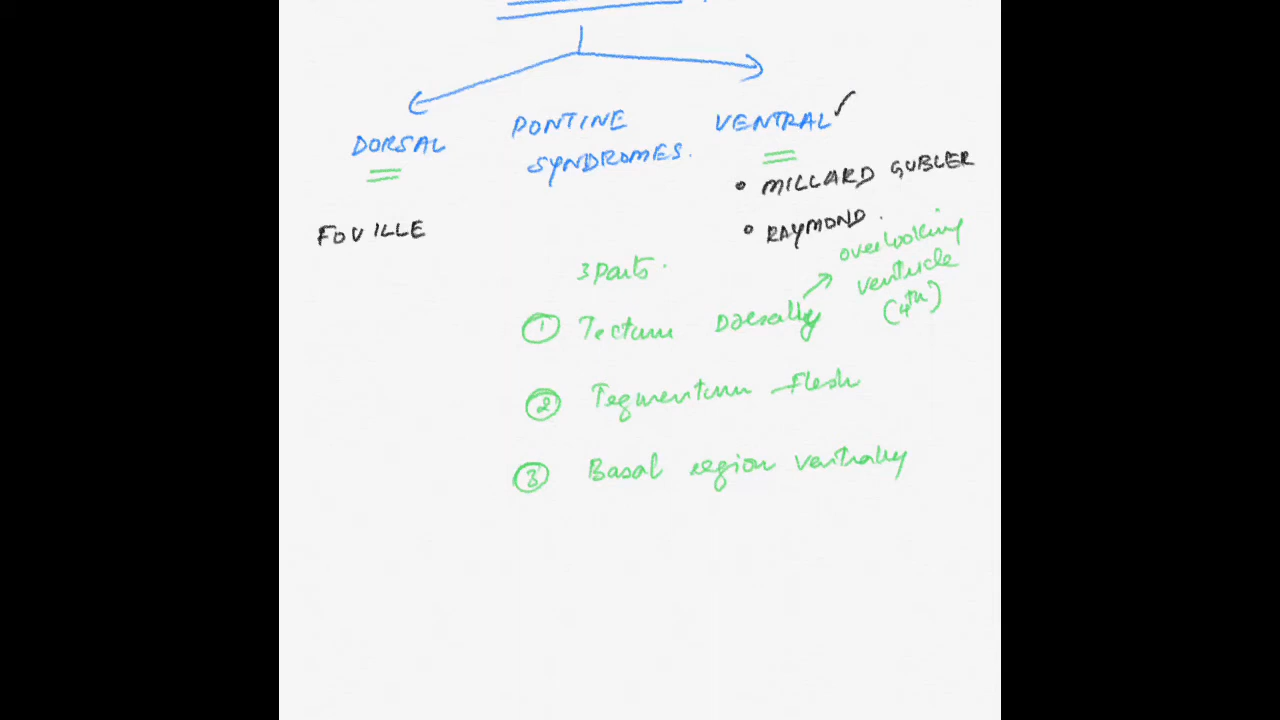 DORSAL
PONTINE
SYNDROMES.
VENTRAL ✓
FOVILLE
• MILLARD GUBLER
• RAYMOND.
3 Parts.
① Tectum Dorsally → overlooking
ventricle
(4th)
② Tegmentum - flesh
③ Basal region ventrally